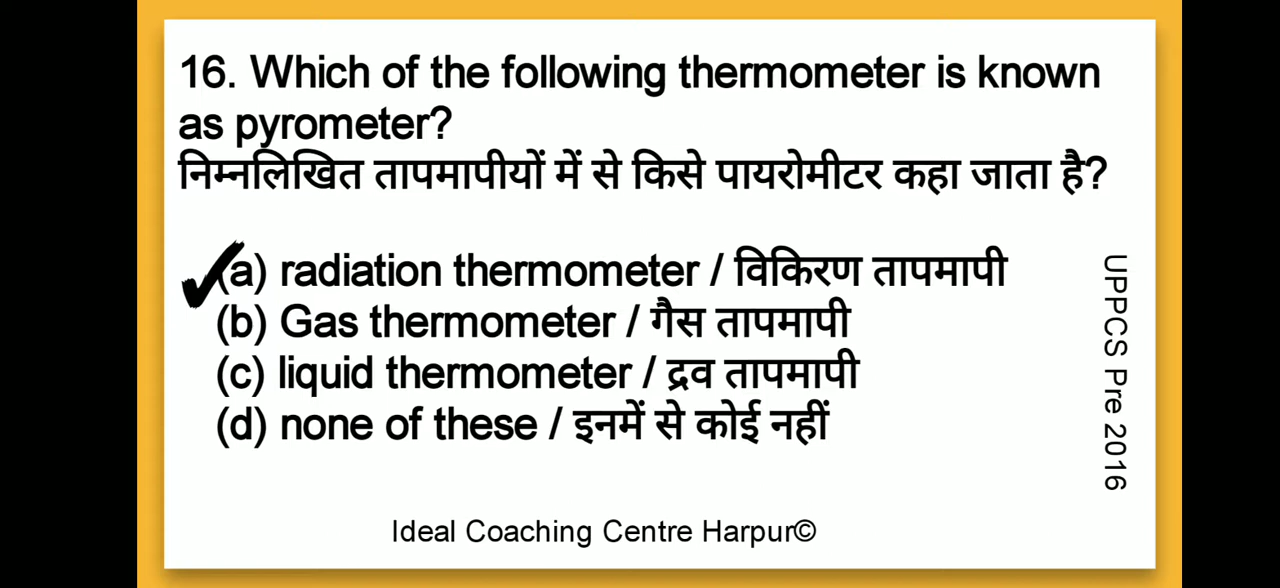 16. Which of the following thermometer is known
as pyrometer?
निम्नलिखित तापमापीयों में से किसे पायरोमीटर कहा जाता है?
(a) radiation thermometer / विकिरण तापमापी
(b) Gas thermometer / गैस तापमापी
(c) liquid thermometer / द्रव तापमापी
(d) none of these / इनमें से कोई नहीं
UPPCS Pre 2016
Ideal Coaching Centre Harpur©